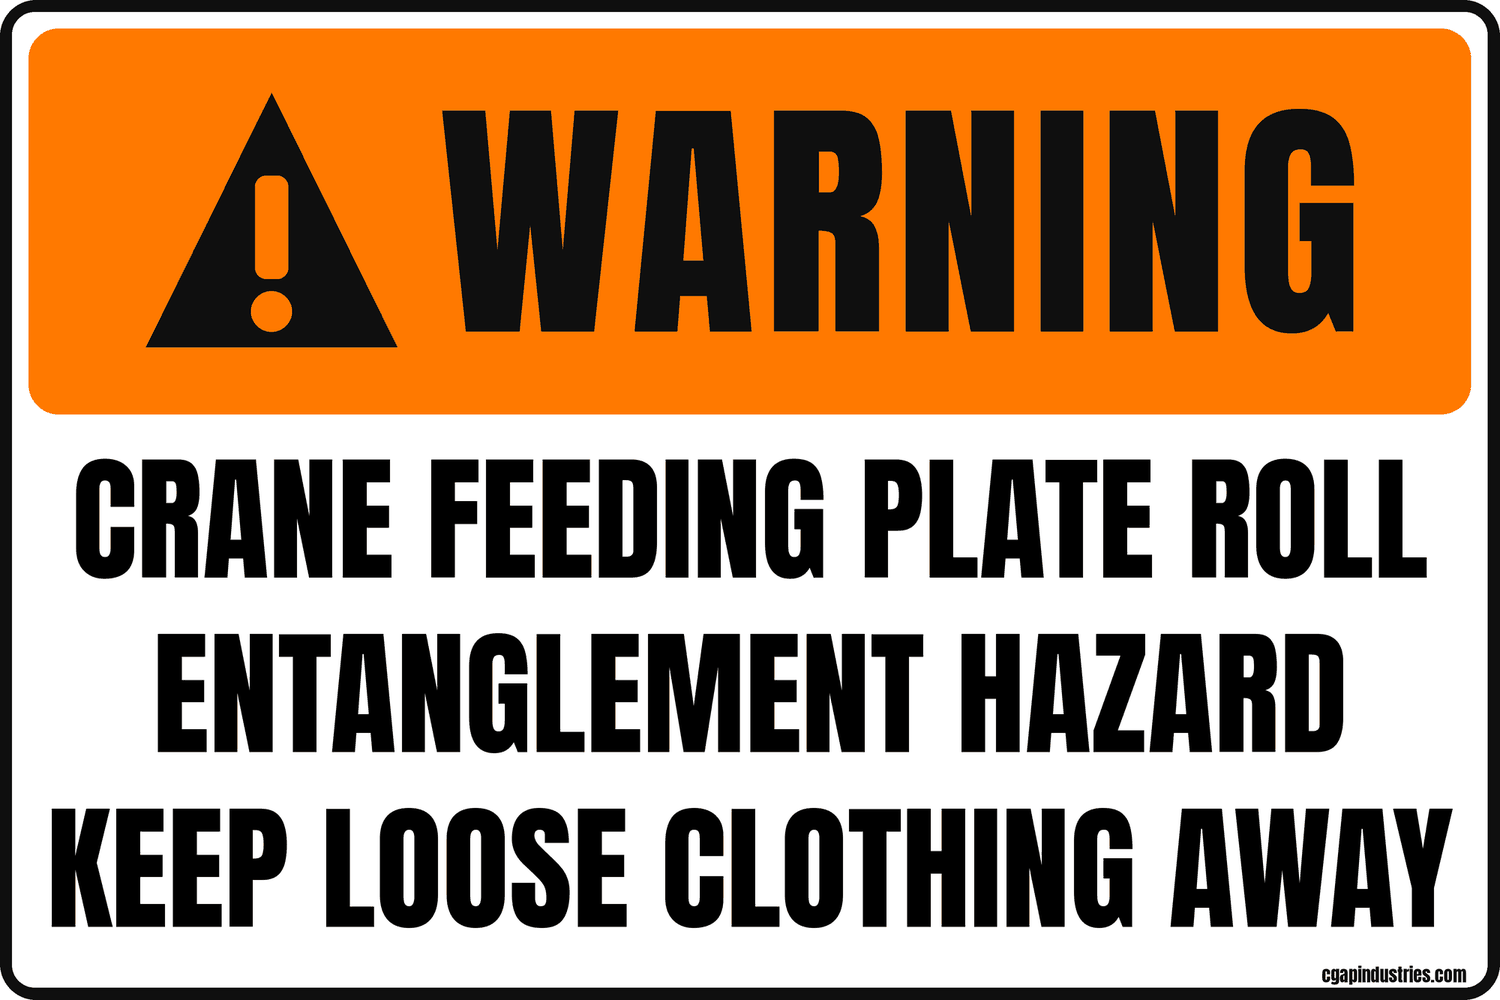 WARNING
CRANE FEEDING PLATE ROLL
ENTANGLEMENT HAZARD
KEEP LOOSE CLOTHING AWAY
cgapindustries.com